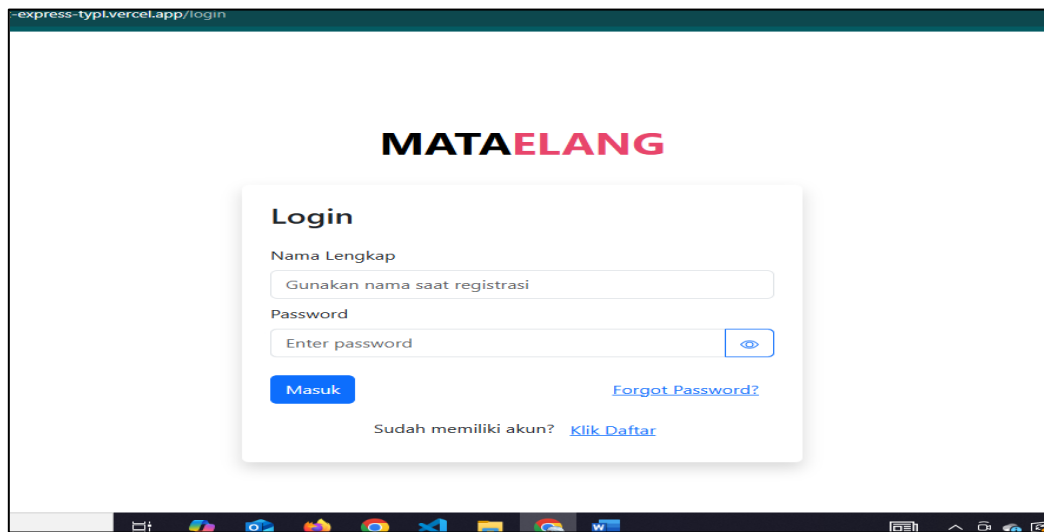 -express-typl.vercel.app/login
MATAELANG
Login
Nama Lengkap
Gunakan nama saat registrasi
Password
Enter password
Masuk Forgot Password?
Sudah memiliki akun? Klik Daftar